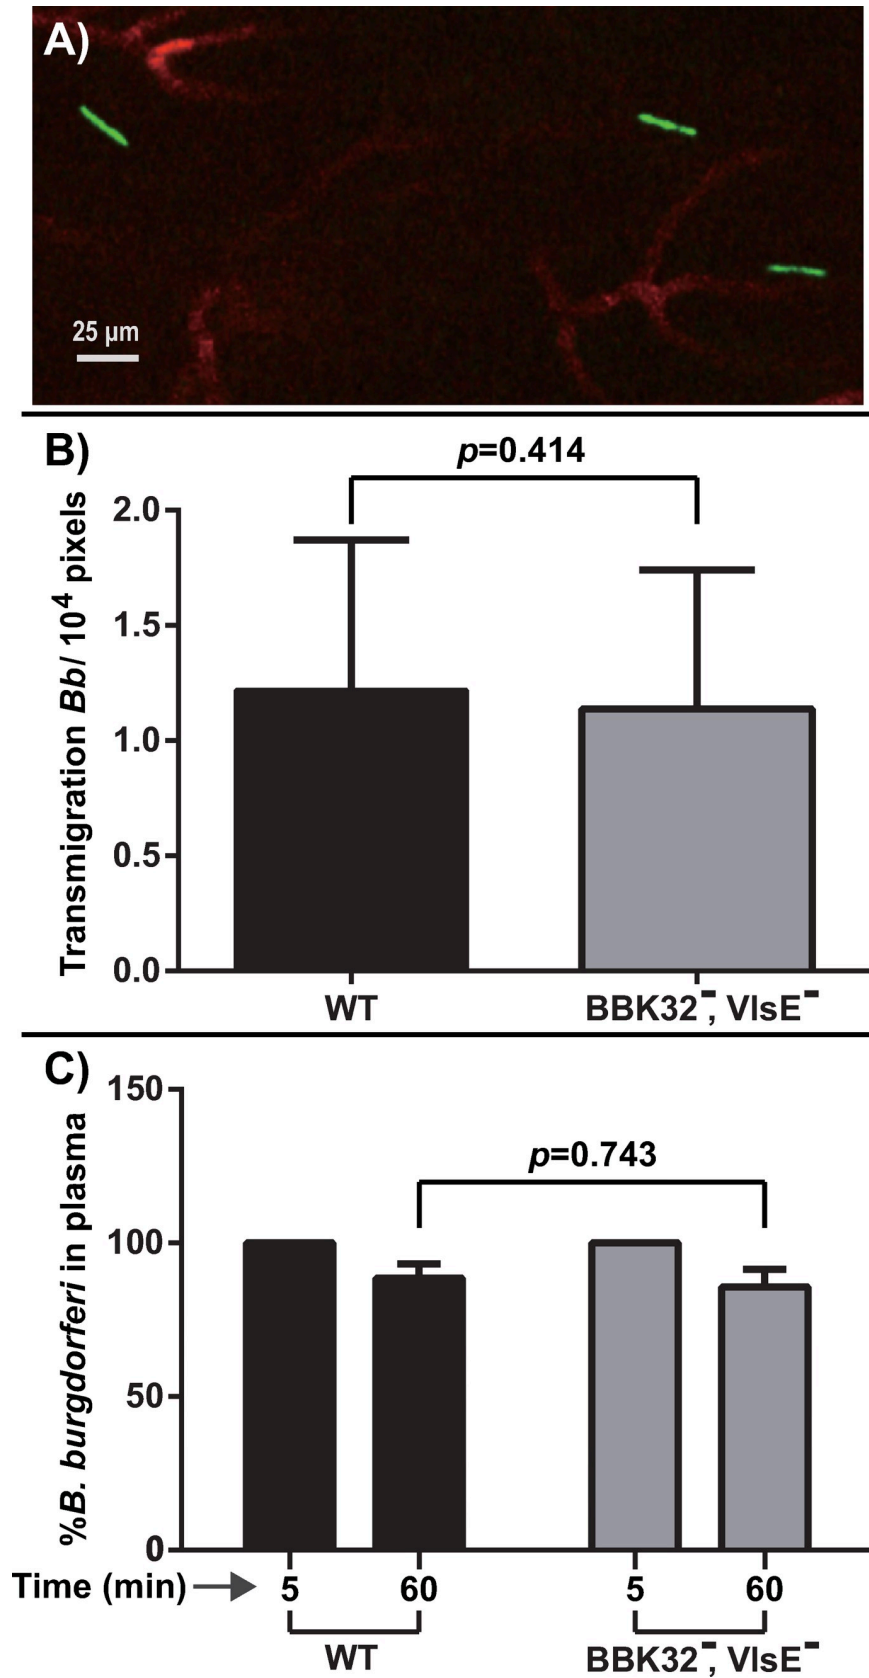 A)
25 µm
B)
p=0.414
Transmigration Bb/ 10⁴ pixels
2.0
1.5
1.0
0.5
0.0
WT
BBK32⁻, VlsE⁻
C)
p=0.743
%B. burgdorferi in plasma
150
100
50
0
Time (min)
5
60
5
60
WT
BBK32⁻, VlsE⁻